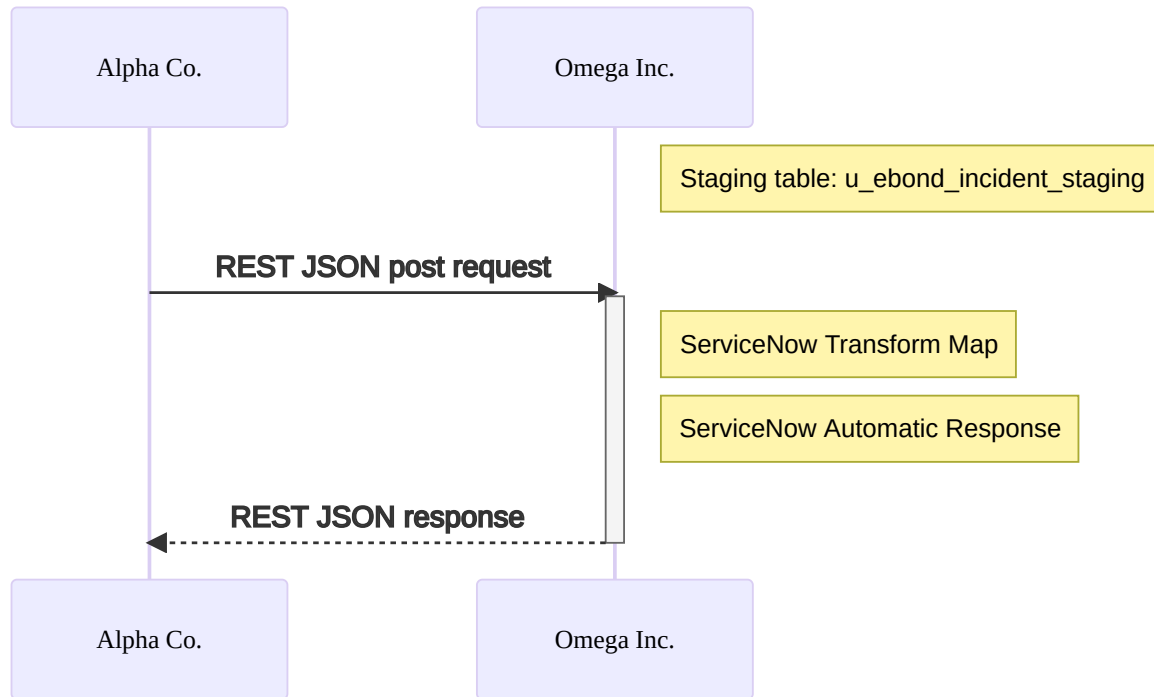 Alpha Co.
Omega Inc.
Staging table: u_ebond_incident_staging
REST JSON post request
ServiceNow Transform Map
ServiceNow Automatic Response
REST JSON response
Alpha Co.
Omega Inc.